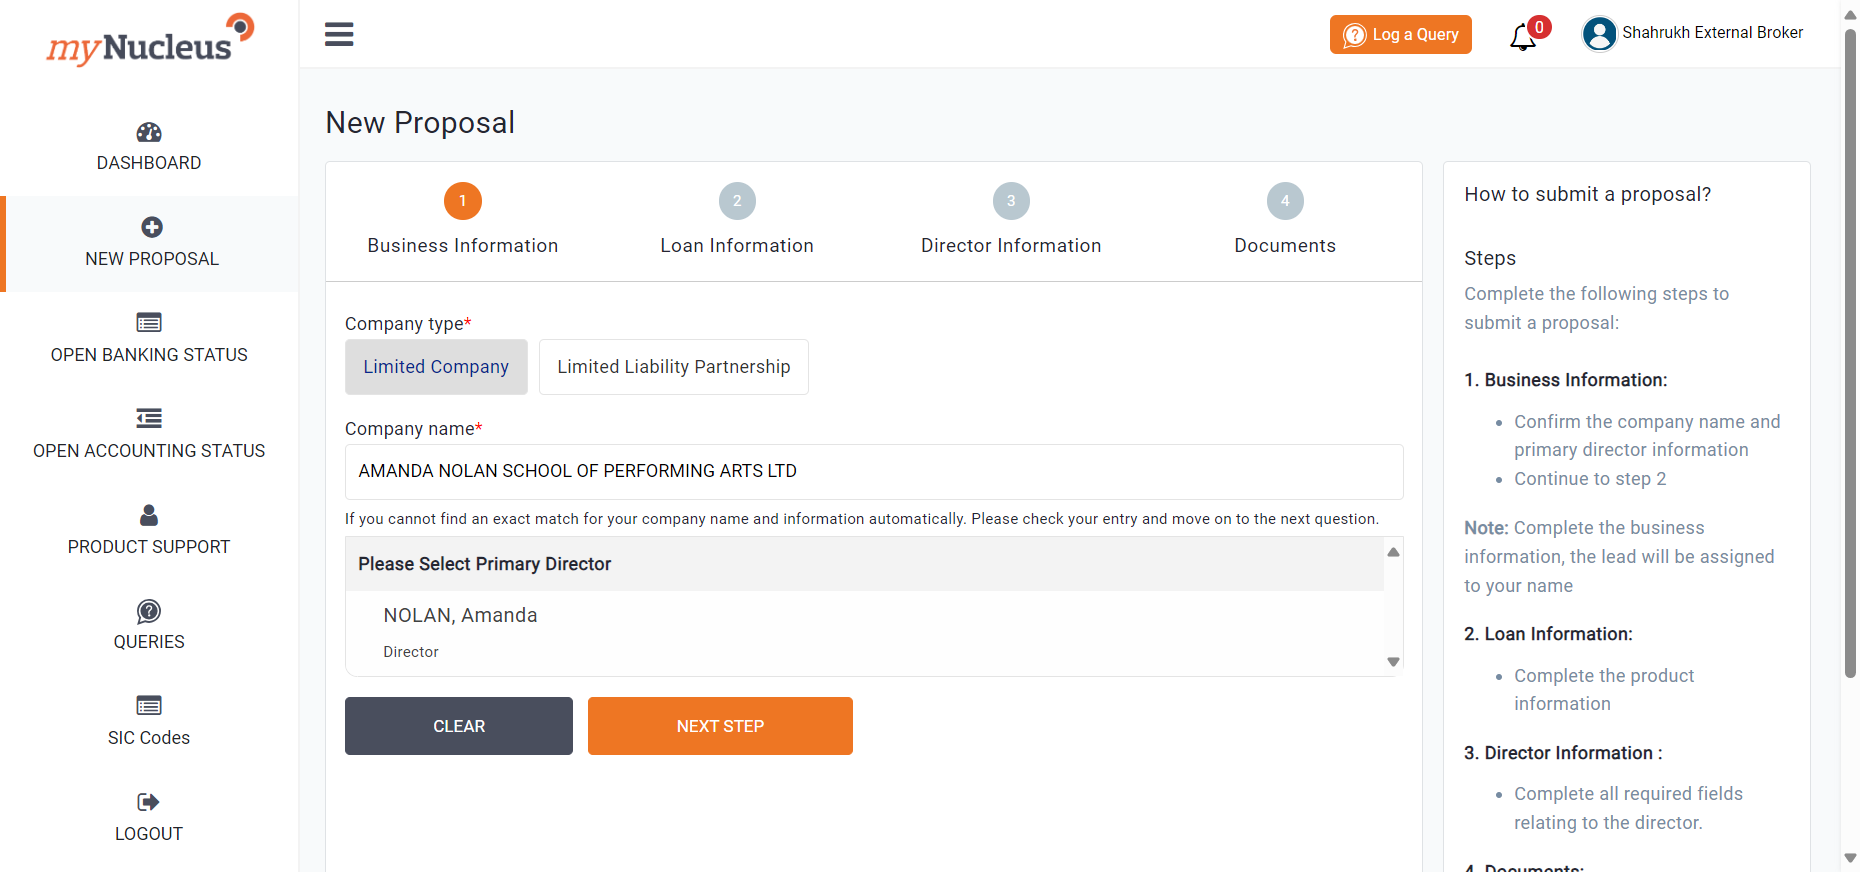 myNucleus
DASHBOARD
NEW PROPOSAL
OPEN BANKING STATUS
OPEN ACCOUNTING STATUS
PRODUCT SUPPORT
QUERIES
SIC Codes
LOGOUT
Log a Query
0
Shahrukh External Broker
New Proposal
1
Business Information
2
Loan Information
3
Director Information
4
Documents
Company type*
Limited Company
Limited Liability Partnership
Company name*
AMANDA NOLAN SCHOOL OF PERFORMING ARTS LTD
If you cannot find an exact match for your company name and information automatically. Please check your entry and move on to the next question.
Please Select Primary Director
NOLAN, Amanda
Director
CLEAR
NEXT STEP
How to submit a proposal?
Steps
Complete the following steps to
submit a proposal:
1. Business Information:
• Confirm the company name and
primary director information
• Continue to step 2
Note: Complete the business
information, the lead will be assigned
to your name
2. Loan Information:
• Complete the product
information
3. Director Information :
• Complete all required fields
relating to the director.
4. Documents: